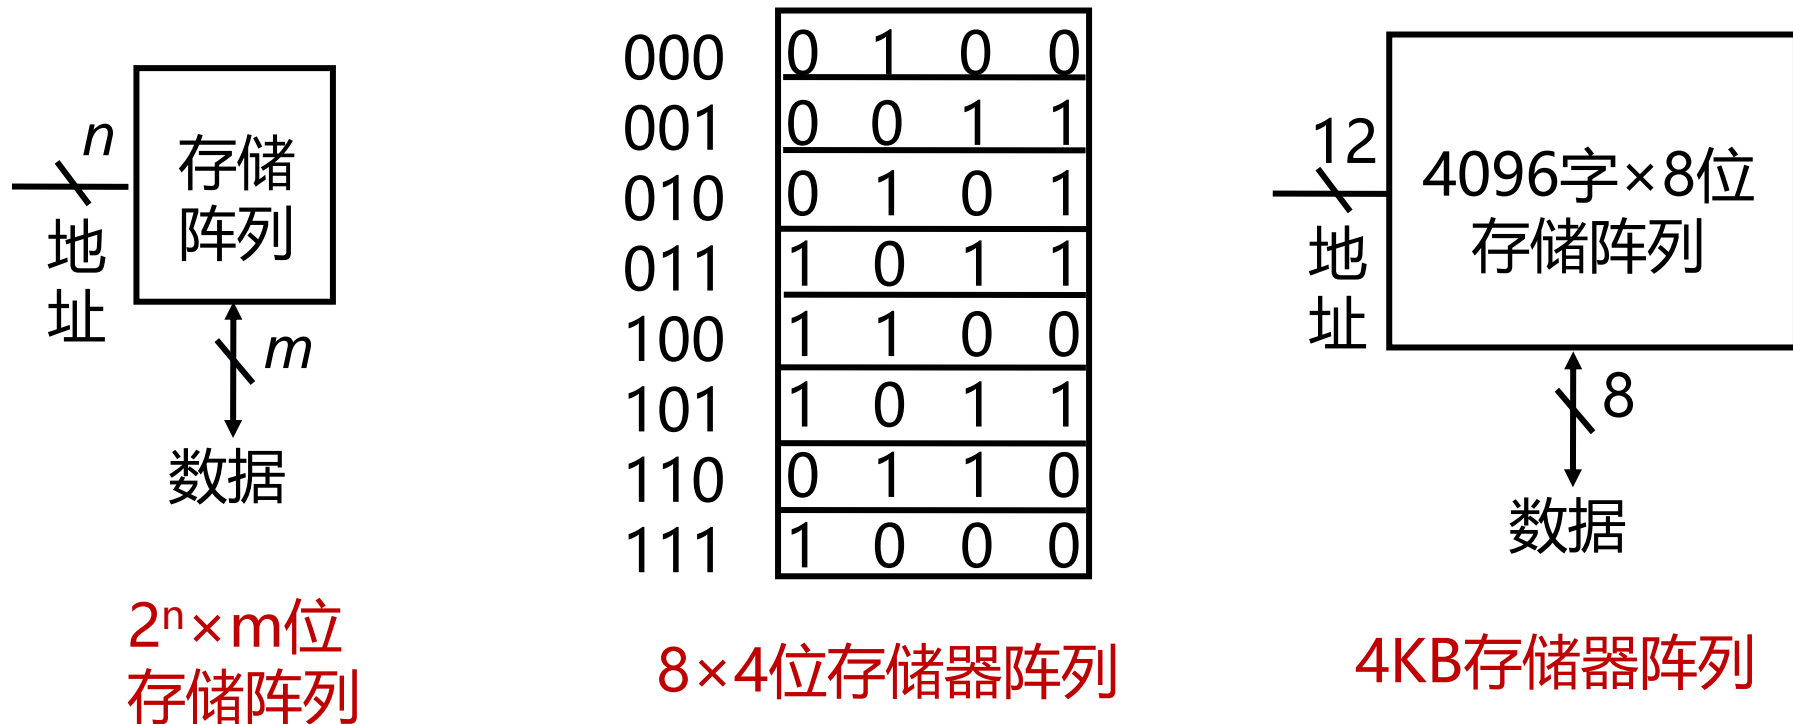 n
存储
阵列
地
址
m
数据
2ⁿ×m位
存储阵列
000 0 1 0 0
001 0 0 1 1
010 0 1 0 1
011 1 0 1 1
100 1 1 0 0
101 1 0 1 1
110 0 1 1 0
111 1 0 0 0
8×4位存储器阵列
12
4096字×8位
存储器阵列
地
址
8
数据
4KB存储器阵列